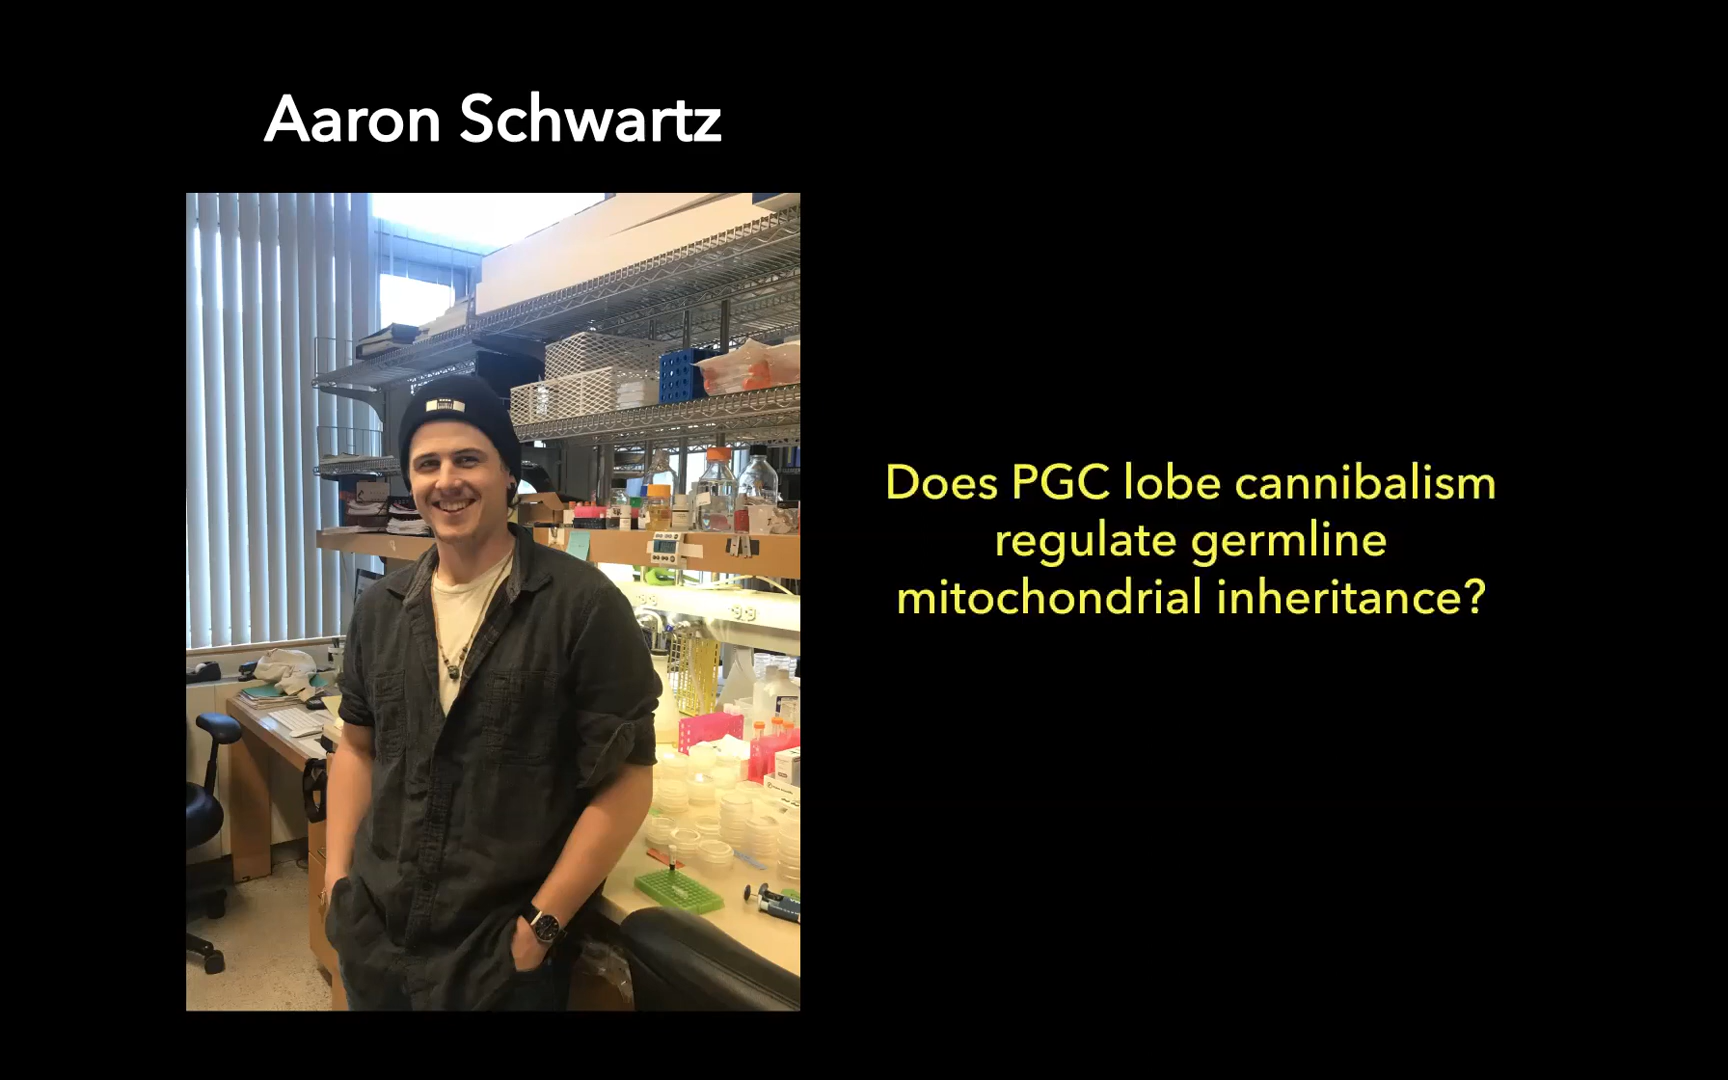 Aaron Schwartz
Does PGC lobe cannibalism
regulate germline
mitochondrial inheritance?